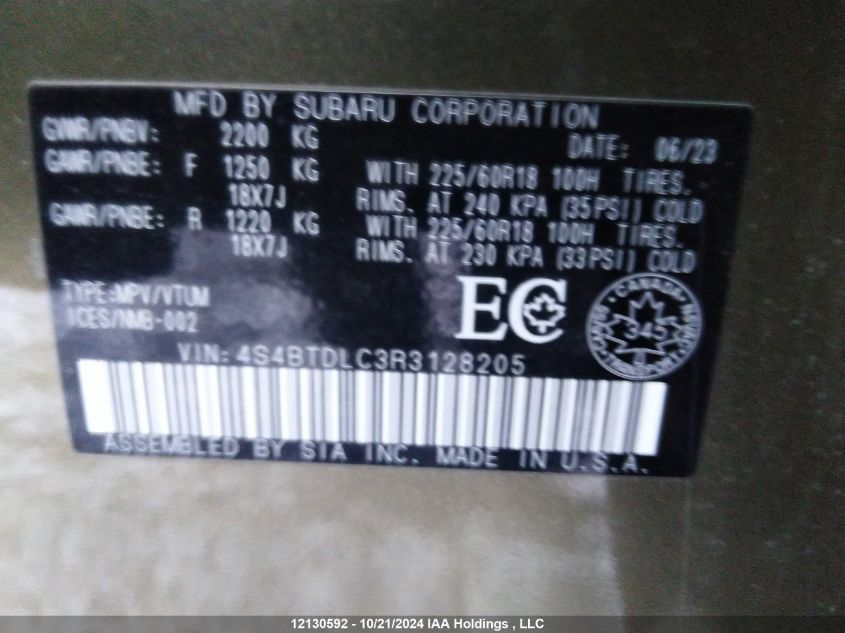 MFD BY SUBARU CORPORATION
GVWR/PNBV: 2200 KG DATE: 06/23
GAWR/PNBE: F 1250 KG WITH 225/60R18 100H TIRES.
18X7J RIMS. AT 240 KPA (35PSI) COLD
GAWR/PNBE: R 1220 KG WITH 225/60R18 100H TIRES.
18X7J RIMS. AT 230 KPA (33PSI) COLD
TYPE:MPV/VTUM
ICES/NMB-002
EC
CANADA
345
TRANSPORT
VIN: 4S4BTDLC3R3128205
ASSEMBLED BY SIA INC. MADE IN U.S.A.
12130592 - 10/21/2024 IAA Holdings , LLC